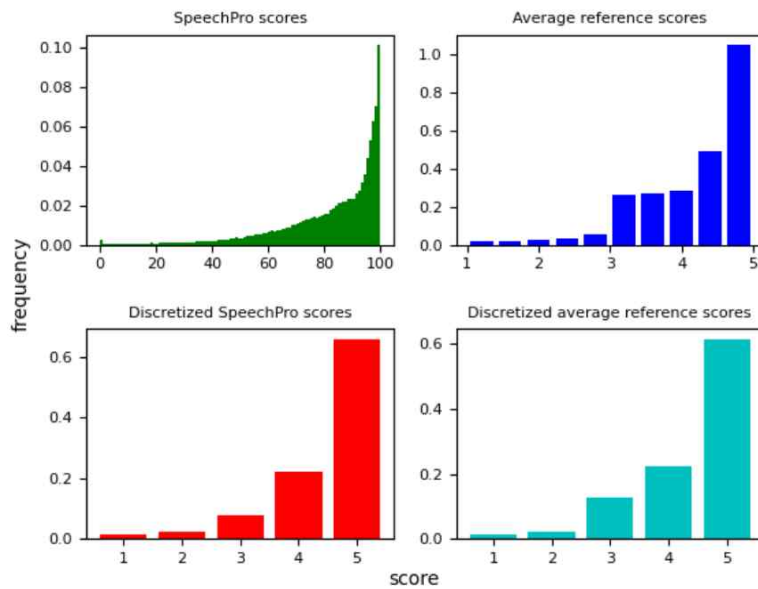 SpeechPro scores
0.10
0.08
0.06
0.04
0.02
0.00
0 20 40 60 80 100
Average reference scores
1.0
0.8
0.6
0.4
0.2
0.0
1 2 3 4 5
frequency
Discretized SpeechPro scores
0.6
0.4
0.2
0.0
1 2 3 4 5
Discretized average reference scores
0.6
0.4
0.2
0.0
1 2 3 4 5
score